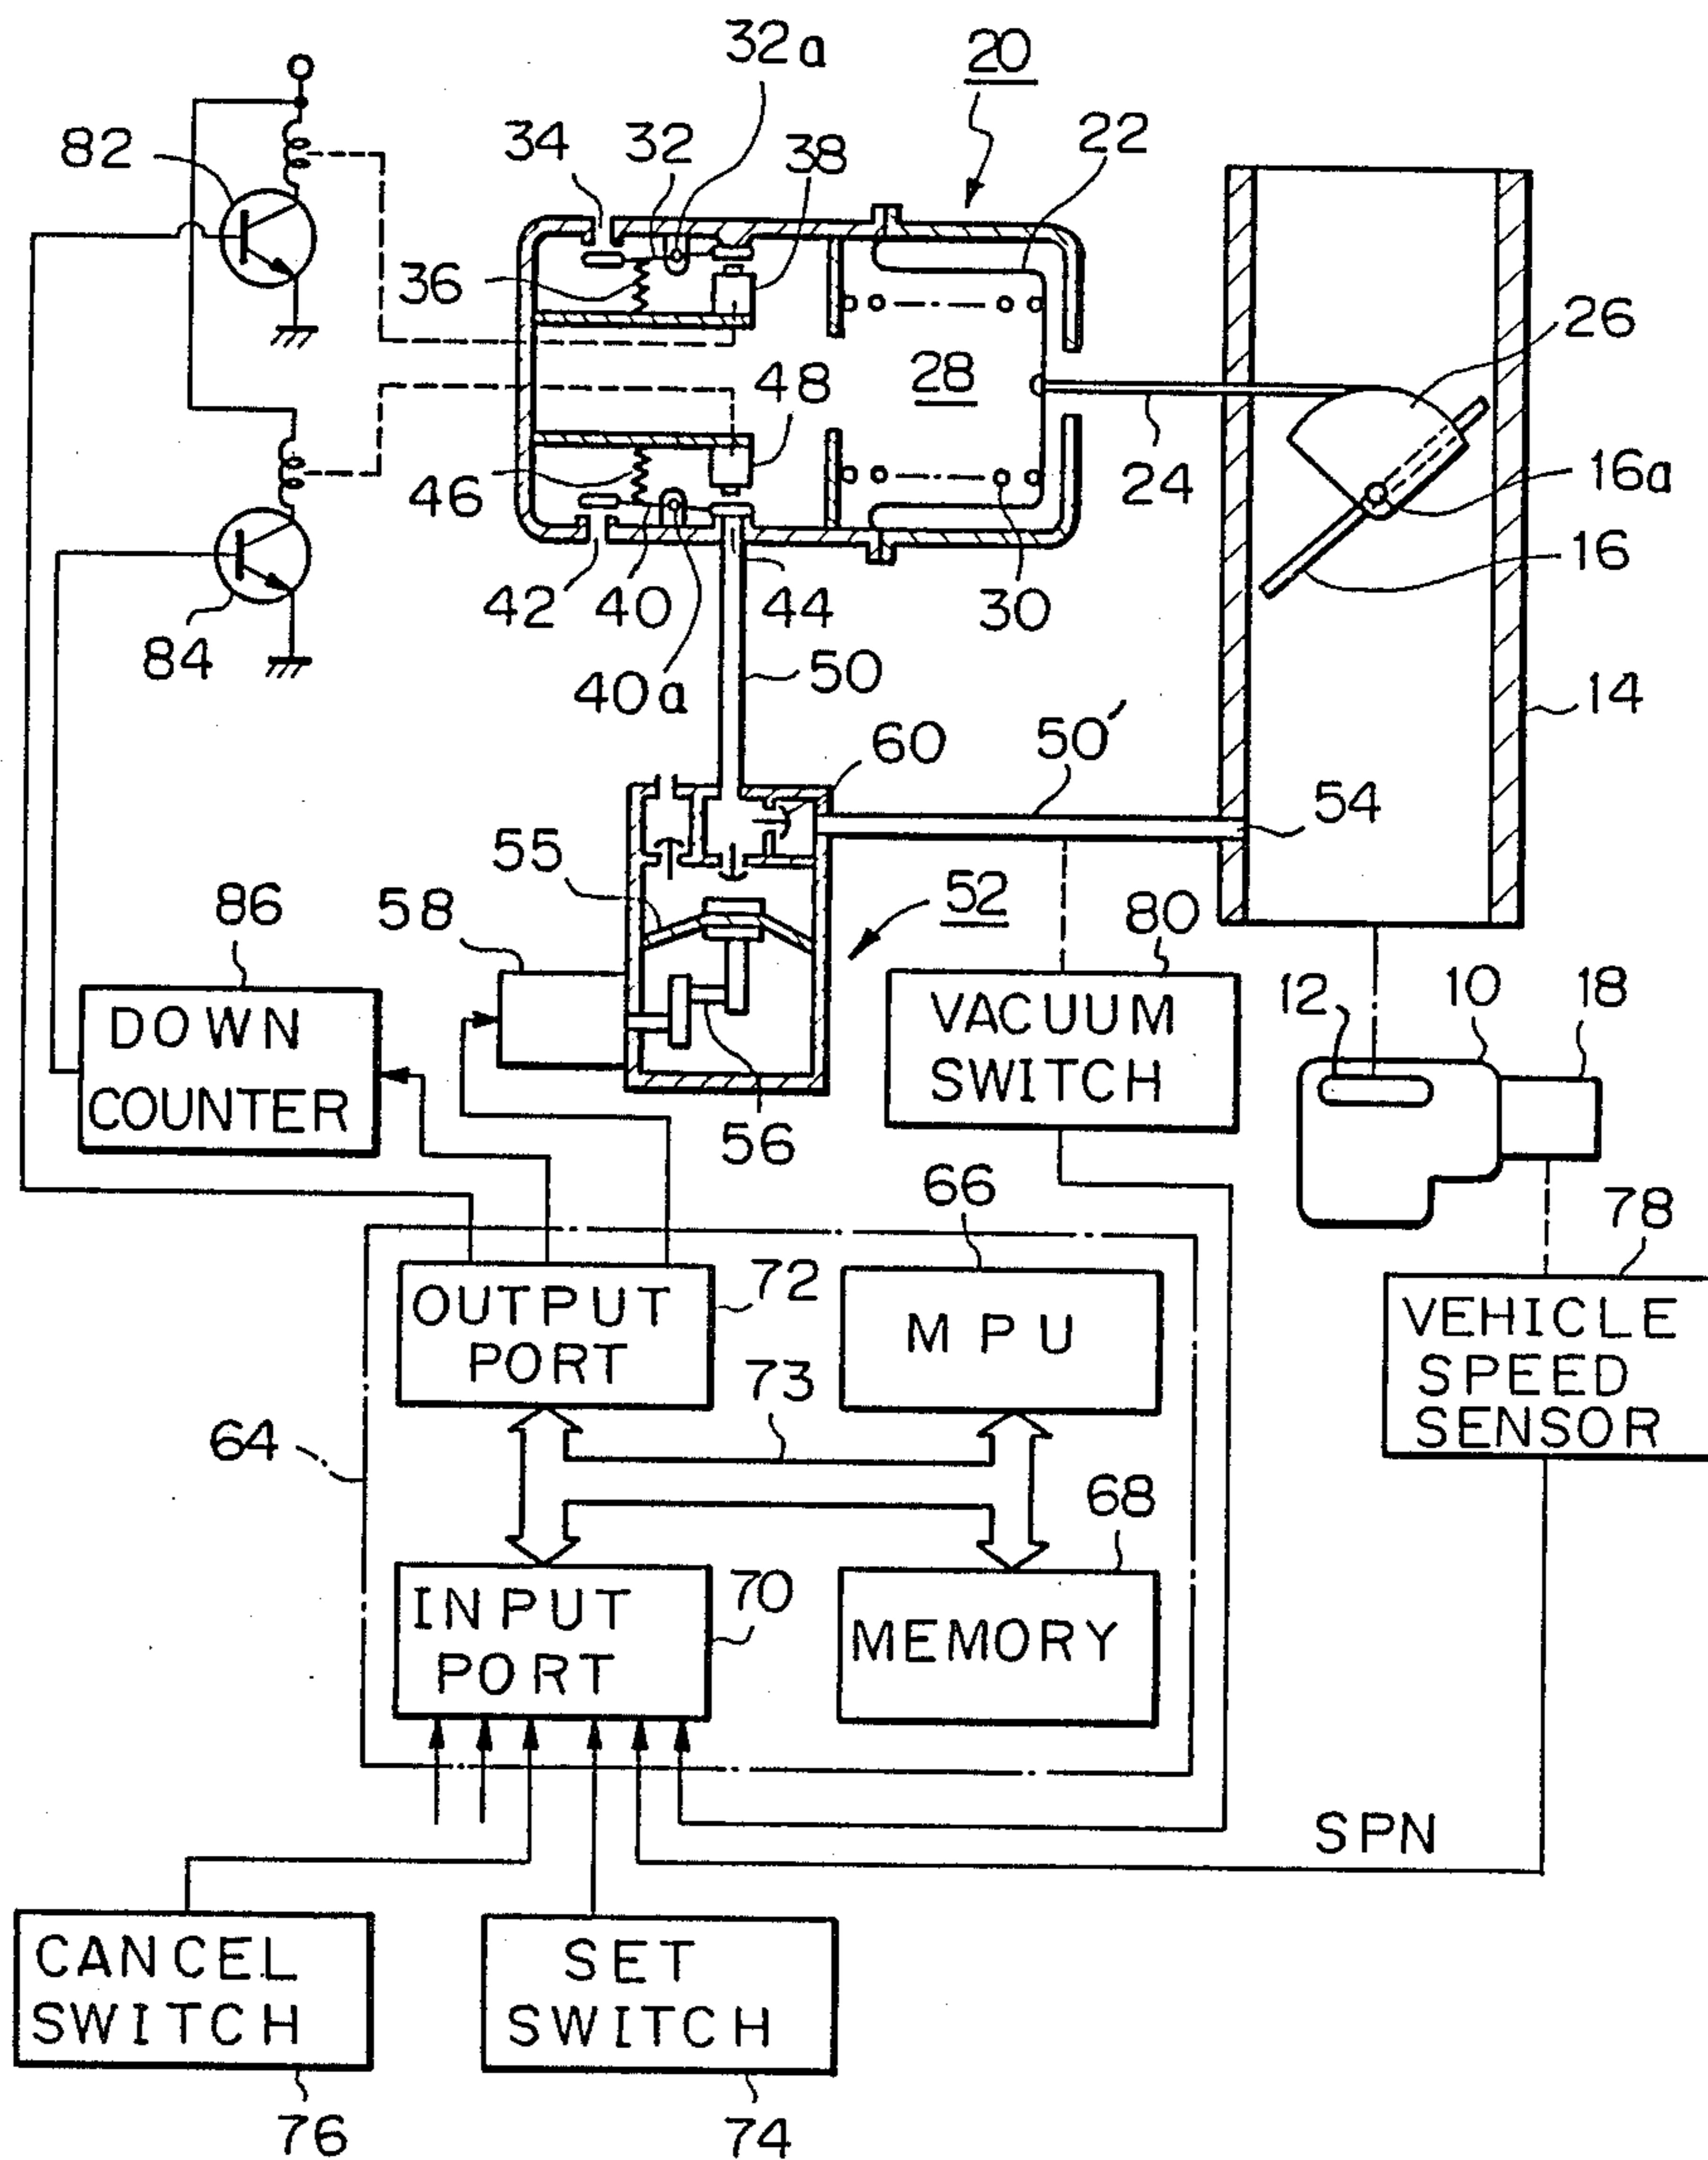 32a
20
82
34
32
38
22
36
26
28
48
46
24
16a
42
40
44
30
16
84
40a
50
14
60
50'
54
55
58
52
86
80
DOWN
COUNTER
VACUUM
SWITCH
12
10
18
56
66
78
OUTPUT
PORT
72
MPU
VEHICLE
SPEED
SENSOR
73
64
68
INPUT
PORT
70
MEMORY
SPN
CANCEL
SWITCH
SET
SWITCH
76
74